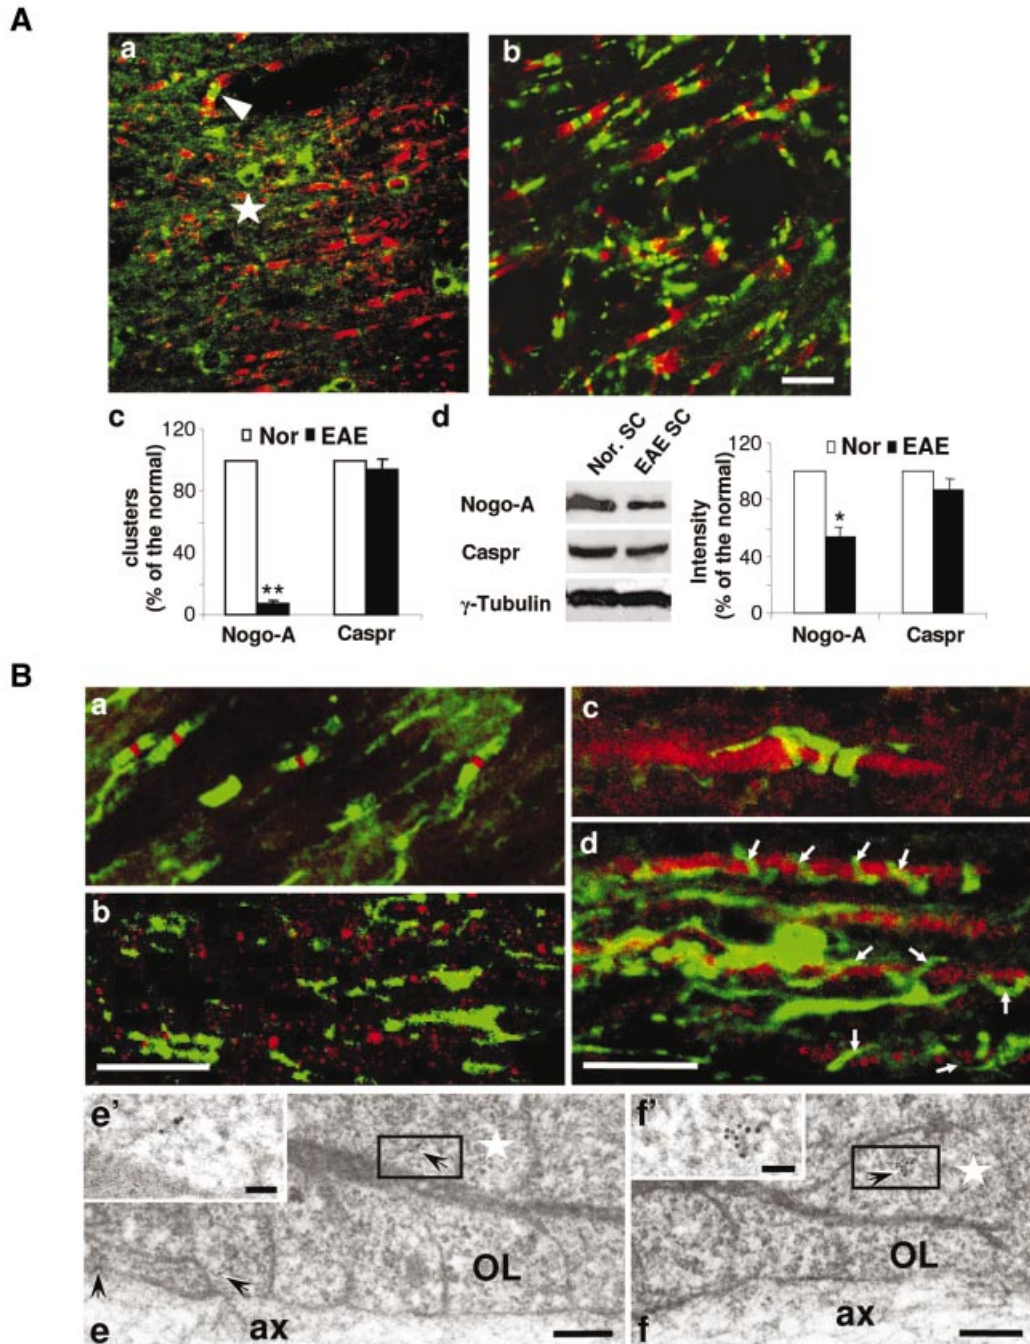 A
a
b
c
120
80
40
0
clusters
(% of the normal)
Nor EAE
**
Nogo-A Caspr
d
Nor. SC
EAE SC
Nogo-A
Caspr
γ-Tubulin
120
80
40
0
Intensity
(% of the normal)
Nor EAE
*
Nogo-A Caspr
B
a
b
c
d
e'
OL
ax
e
f'
OL
ax
f